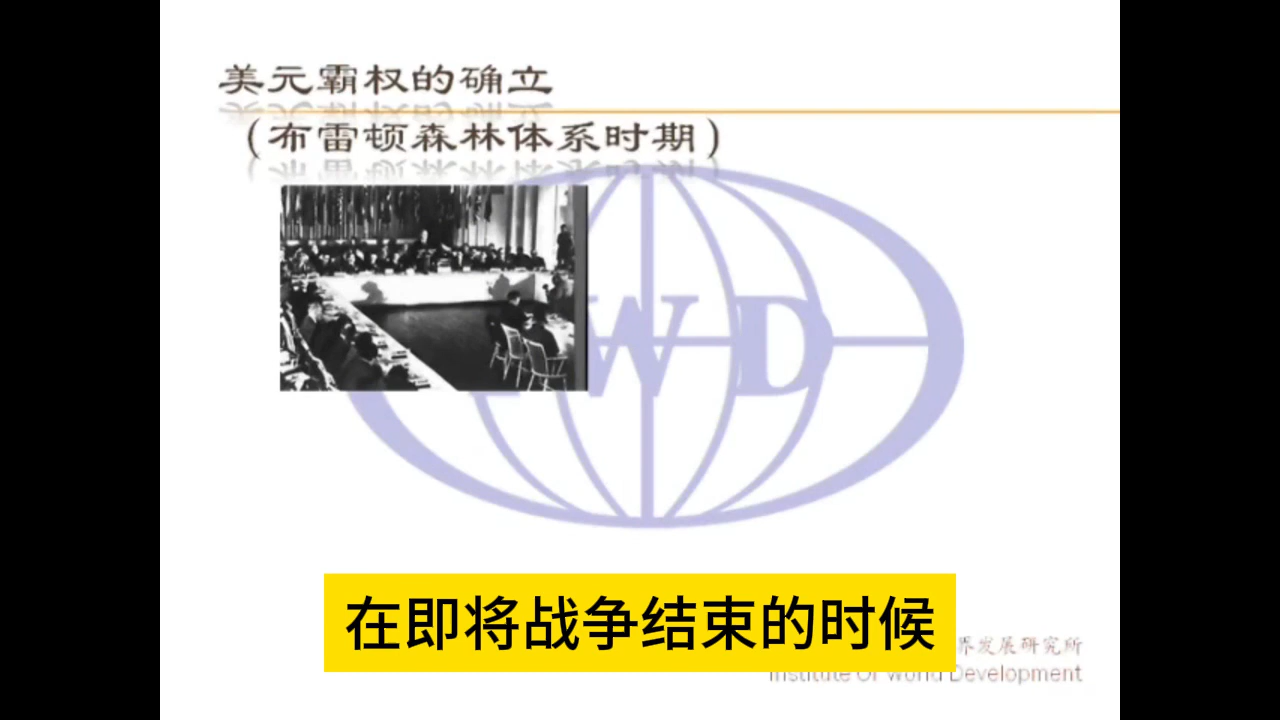 美元霸权的确立
（布雷顿森林体系时期）
WD
在即将战争结束的时候
界发展研究所
Institute Of World Development